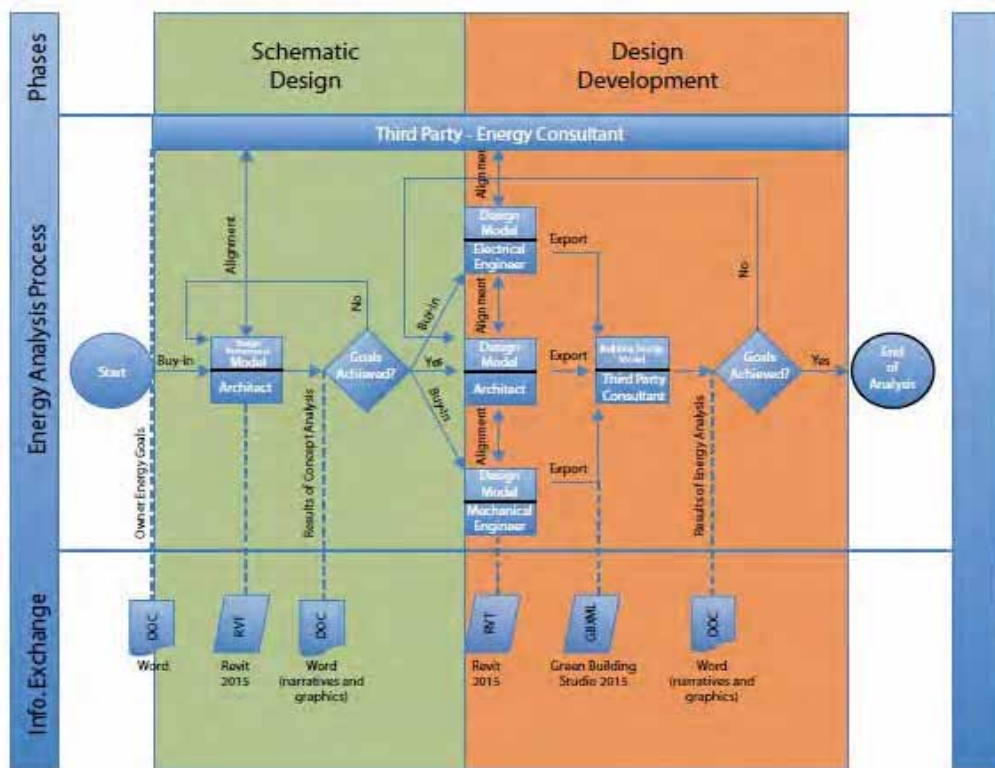 Phases
Schematic
Design
Design
Development
Energy Analysis Process
Third Party - Energy Consultant
Start
Buy-in
Owner Energy Goals
Alignment
Model
Architect
No
Results of Concept Analysis
Goals
Achieved?
Buy-in
Yes
Buy-in
Alignment
Design
Model
Electrical
Engineer
Alignment
Design
Model
Architect
Alignment
Design
Model
Mechanical
Engineer
Export
Export
Export
Model
Third Party
Consultant
Results of Energy Analysis
No
Goals
Achieved?
Yes
End
of
Analysis
Info. Exchange
DOC
Word
RVT
Revit
2015
DOC
Word
(narratives and
graphics)
RVT
Revit
2015
GBXML
Green Building
Studio 2015
DOC
Word
(narratives and
graphics)